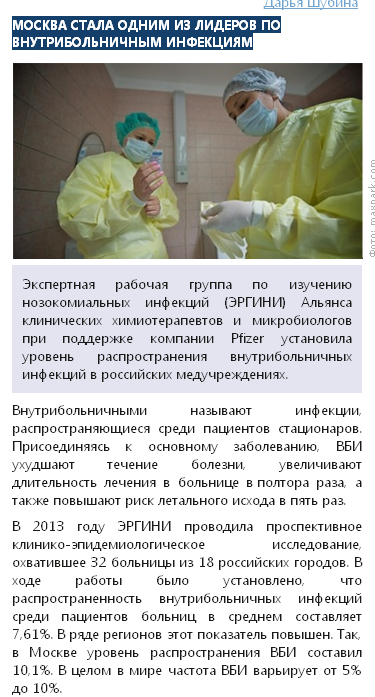 Дарья Шубина
МОСКВА СТАЛА ОДНИМ ИЗ ЛИДЕРОВ ПО
ВНУТРИБОЛЬНИЧНЫМ ИНФЕКЦИЯМ
Фото: maxpark.com
Экспертная рабочая группа по изучению
нозокомиальных инфекций (ЭРГИНИ) Альянса
клинических химиотерапевтов и микробиологов
при поддержке компании Pfizer установила
уровень распространения внутрибольничных
инфекций в российских медучреждениях.
Внутрибольничными называют инфекции,
распространяющиеся среди пациентов стационаров.
Присоединяясь к основному заболеванию, ВБИ
ухудшают течение болезни, увеличивают
длительность лечения в больнице в полтора раза, а
также повышают риск летального исхода в пять раз.
В 2013 году ЭРГИНИ проводила проспективное
клинико-эпидемиологическое исследование,
охватившее 32 больницы из 18 российских городов. В
ходе работы было установлено, что
распространенность внутрибольничных инфекций
среди пациентов больниц в среднем составляет
7,61%. В ряде регионов этот показатель повышен. Так,
в Москве уровень распространения ВБИ составил
10,1%. В целом в мире частота ВБИ варьирует от 5%
до 10%.